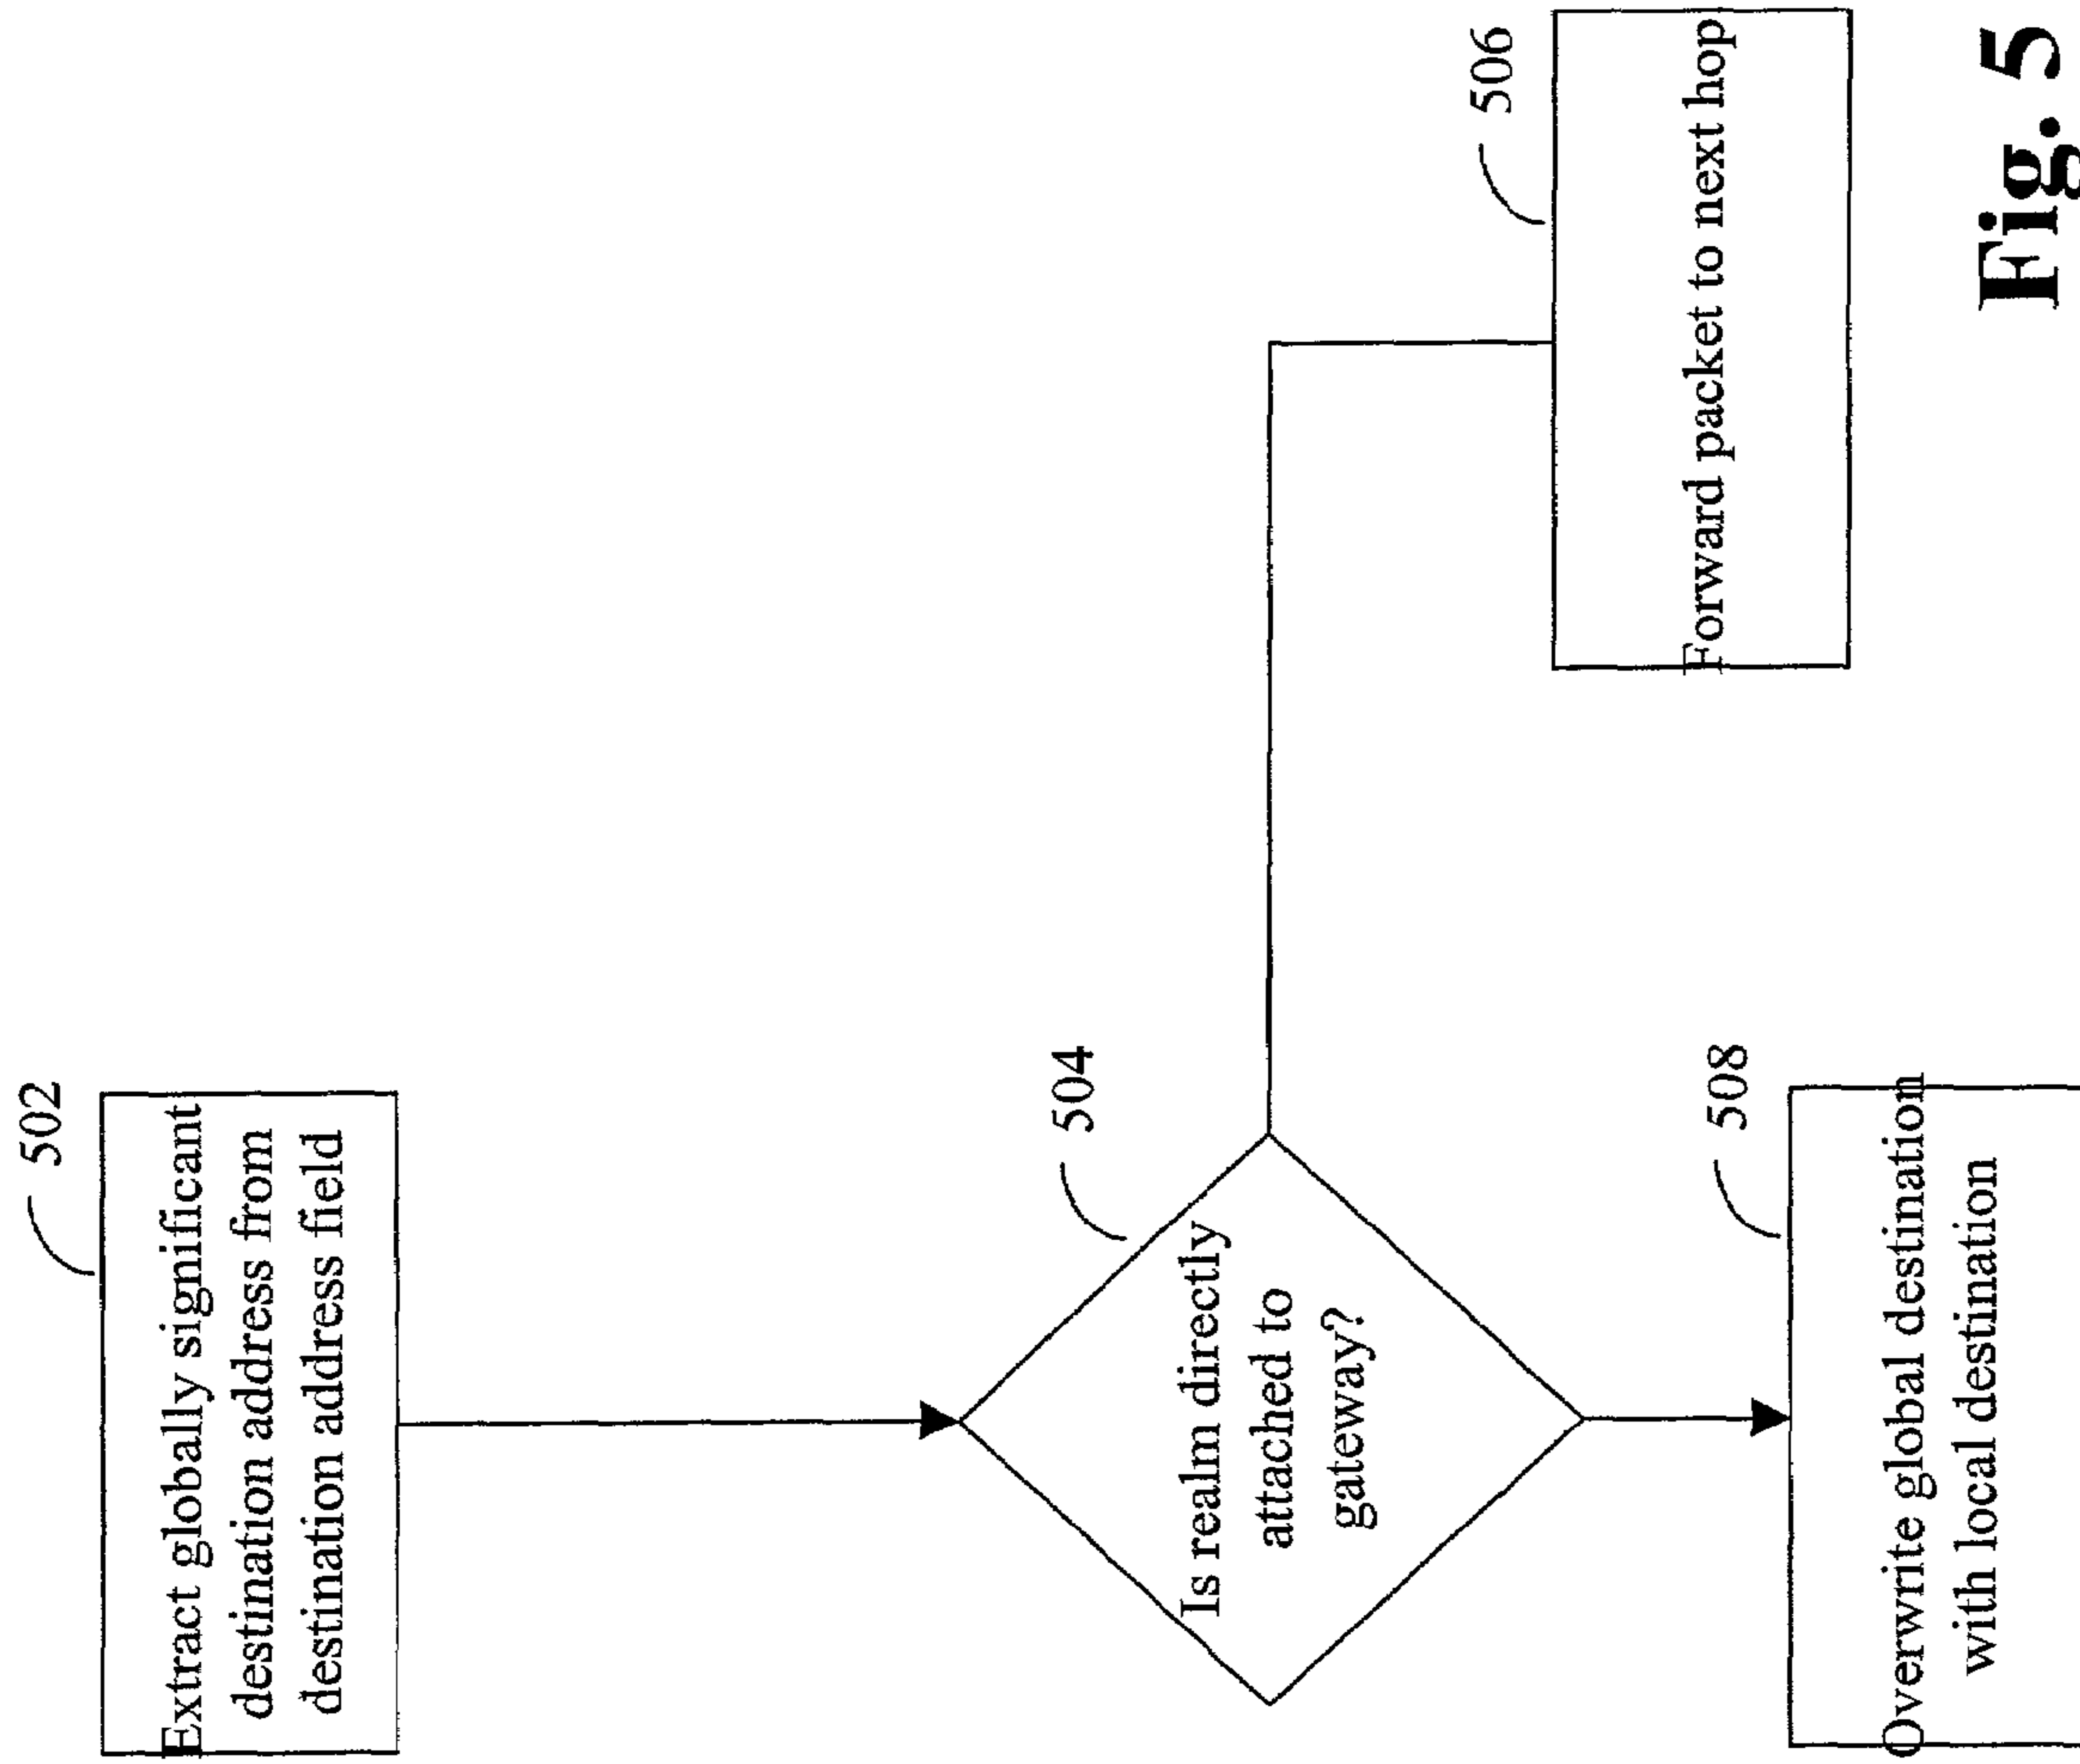 502
Extract globally significant
destination address from
destination address field
504
Is realm directly
attached to
gateway?
506
Forward packet to next hop
508
Overwrite global destination
with local destination
Fig. 5